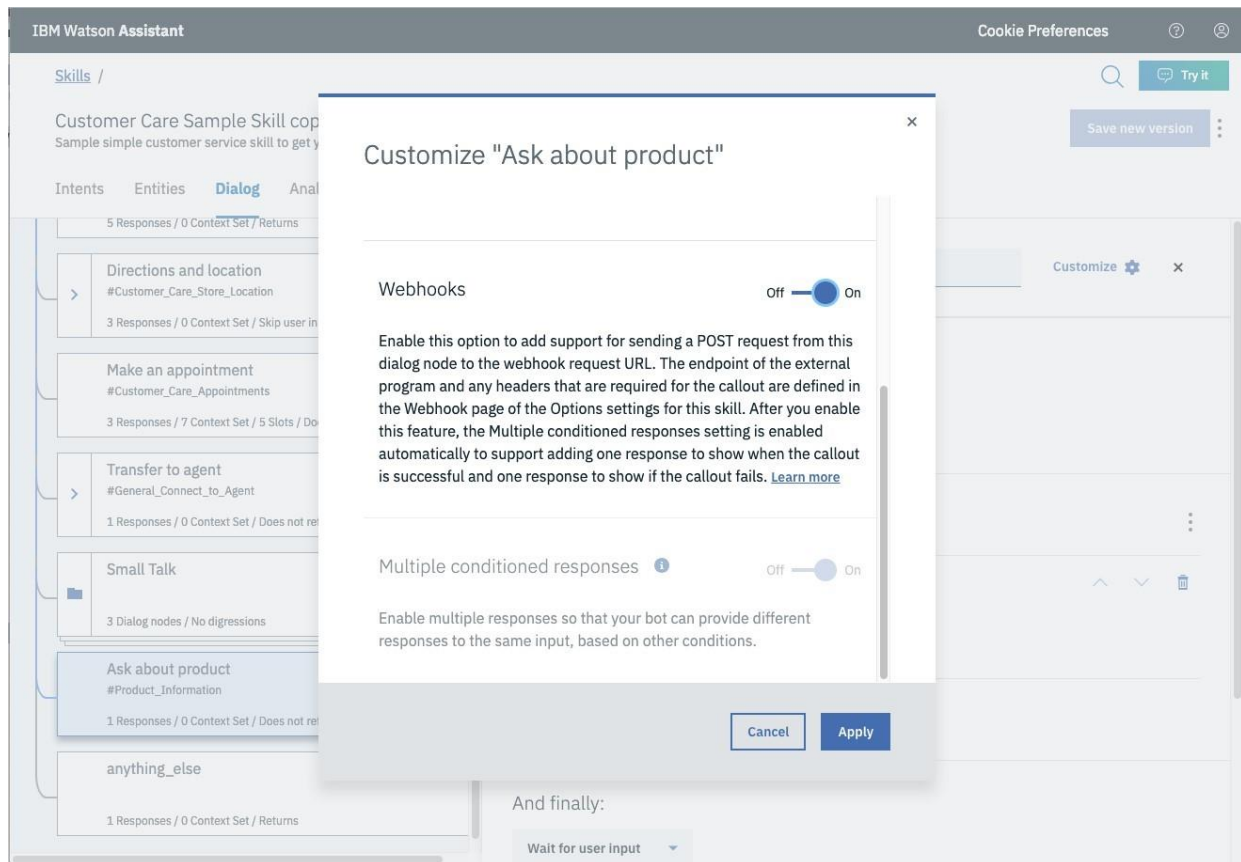 IBM Watson Assistant
Cookie Preferences
Skills /
Try it
Customer Care Sample Skill cop
Sample simple customer service skill to get y
Save new version
Intents Entities Dialog Anal
5 Responses / 0 Context Set / Returns
Directions and location
#Customer_Care_Store_Location
3 Responses / 0 Context Set / Skip user in
Make an appointment
#Customer_Care_Appointments
3 Responses / 7 Context Set / 5 Slots / Do
Transfer to agent
#General_Connect_to_Agent
1 Responses / 0 Context Set / Does not ret
Small Talk
3 Dialog nodes / No digressions
Ask about product
#Product_Information
1 Responses / 0 Context Set / Does not ret
anything_else
1 Responses / 0 Context Set / Returns
Customize "Ask about product"
Webhooks
Off On
Enable this option to add support for sending a POST request from this
dialog node to the webhook request URL. The endpoint of the external
program and any headers that are required for the callout are defined in
the Webhook page of the Options settings for this skill. After you enable
this feature, the Multiple conditioned responses setting is enabled
automatically to support adding one response to show when the callout
is successful and one response to show if the callout fails. Learn more
Multiple conditioned responses
Off On
Enable multiple responses so that your bot can provide different
responses to the same input, based on other conditions.
Cancel Apply
Customize
And finally:
Wait for user input